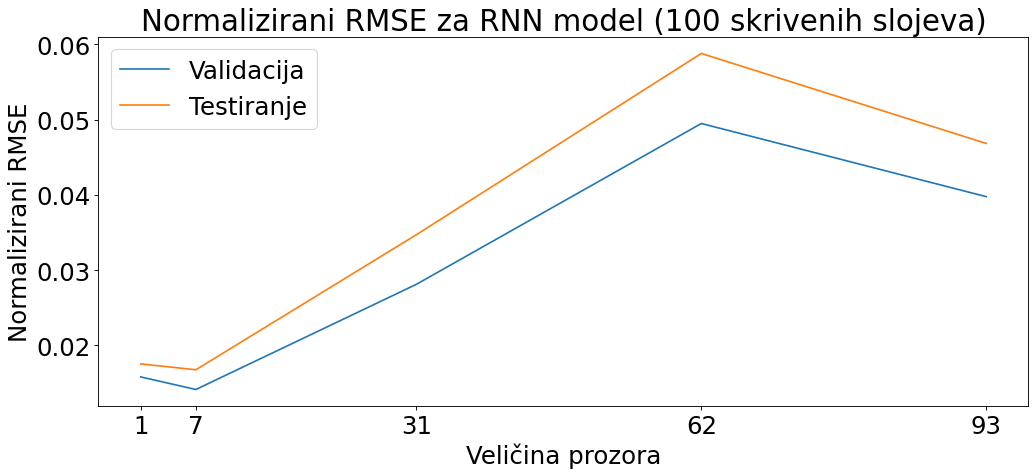 Normalizirani RMSE za RNN model (100 skrivenih slojeva)
Validacija
Testiranje
Normalizirani RMSE
0.06
0.05
0.04
0.03
0.02
1 7 31 62 93
Veličina prozora